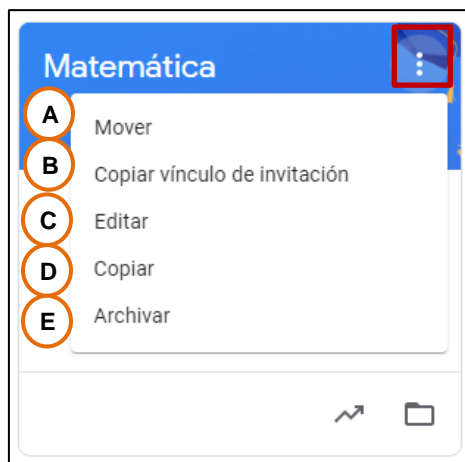 Matemática
A Mover
B Copiar vínculo de invitación
C Editar
D Copiar
E Archivar